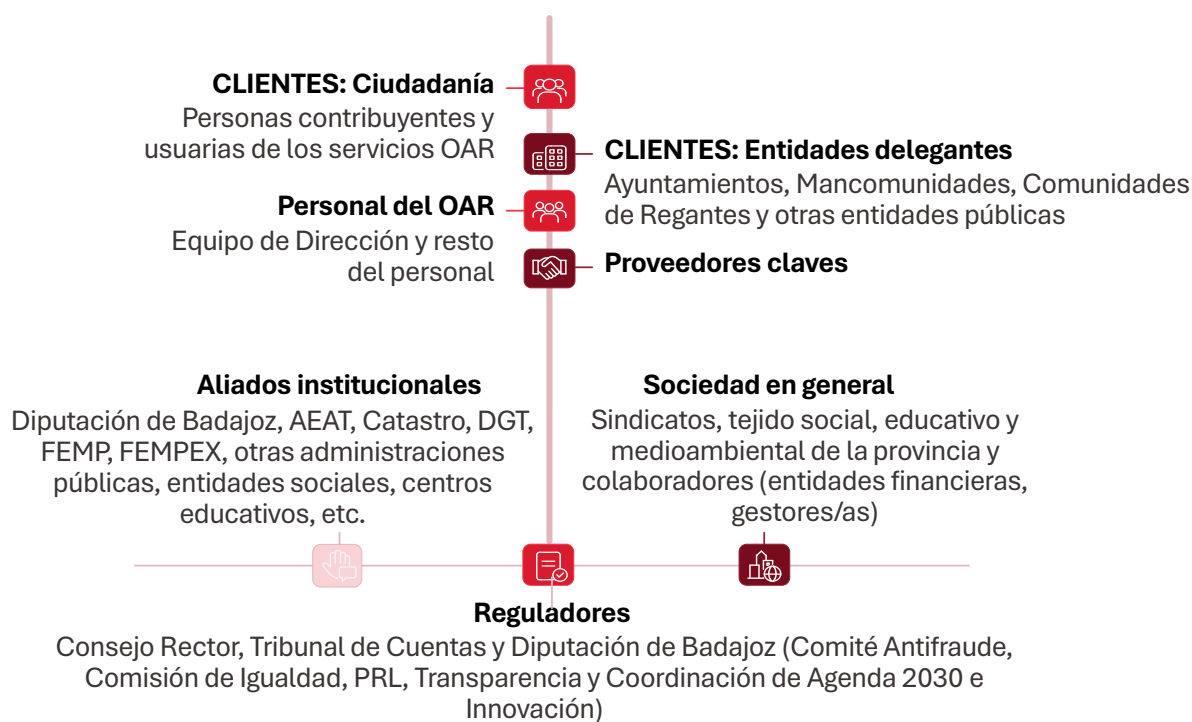 CLIENTES: Ciudadanía
Personas contribuyentes y
usuarias de los servicios OAR
CLIENTES: Entidades delegantes
Ayuntamientos, Mancomunidades, Comunidades
de Regantes y otras entidades públicas
Personal del OAR
Equipo de Dirección y resto
del personal
Proveedores claves
Aliados institucionales
Diputación de Badajoz, AEAT, Catastro, DGT,
FEMP, FEMPEX, otras administraciones
públicas, entidades sociales, centros
educativos, etc.
Sociedad en general
Sindicatos, tejido social, educativo y
medioambiental de la provincia y
colaboradores (entidades financieras,
gestores/as)
Reguladores
Consejo Rector, Tribunal de Cuentas y Diputación de Badajoz (Comité Antifraude,
Comisión de Igualdad, PRL, Transparencia y Coordinación de Agenda 2030 e
Innovación)